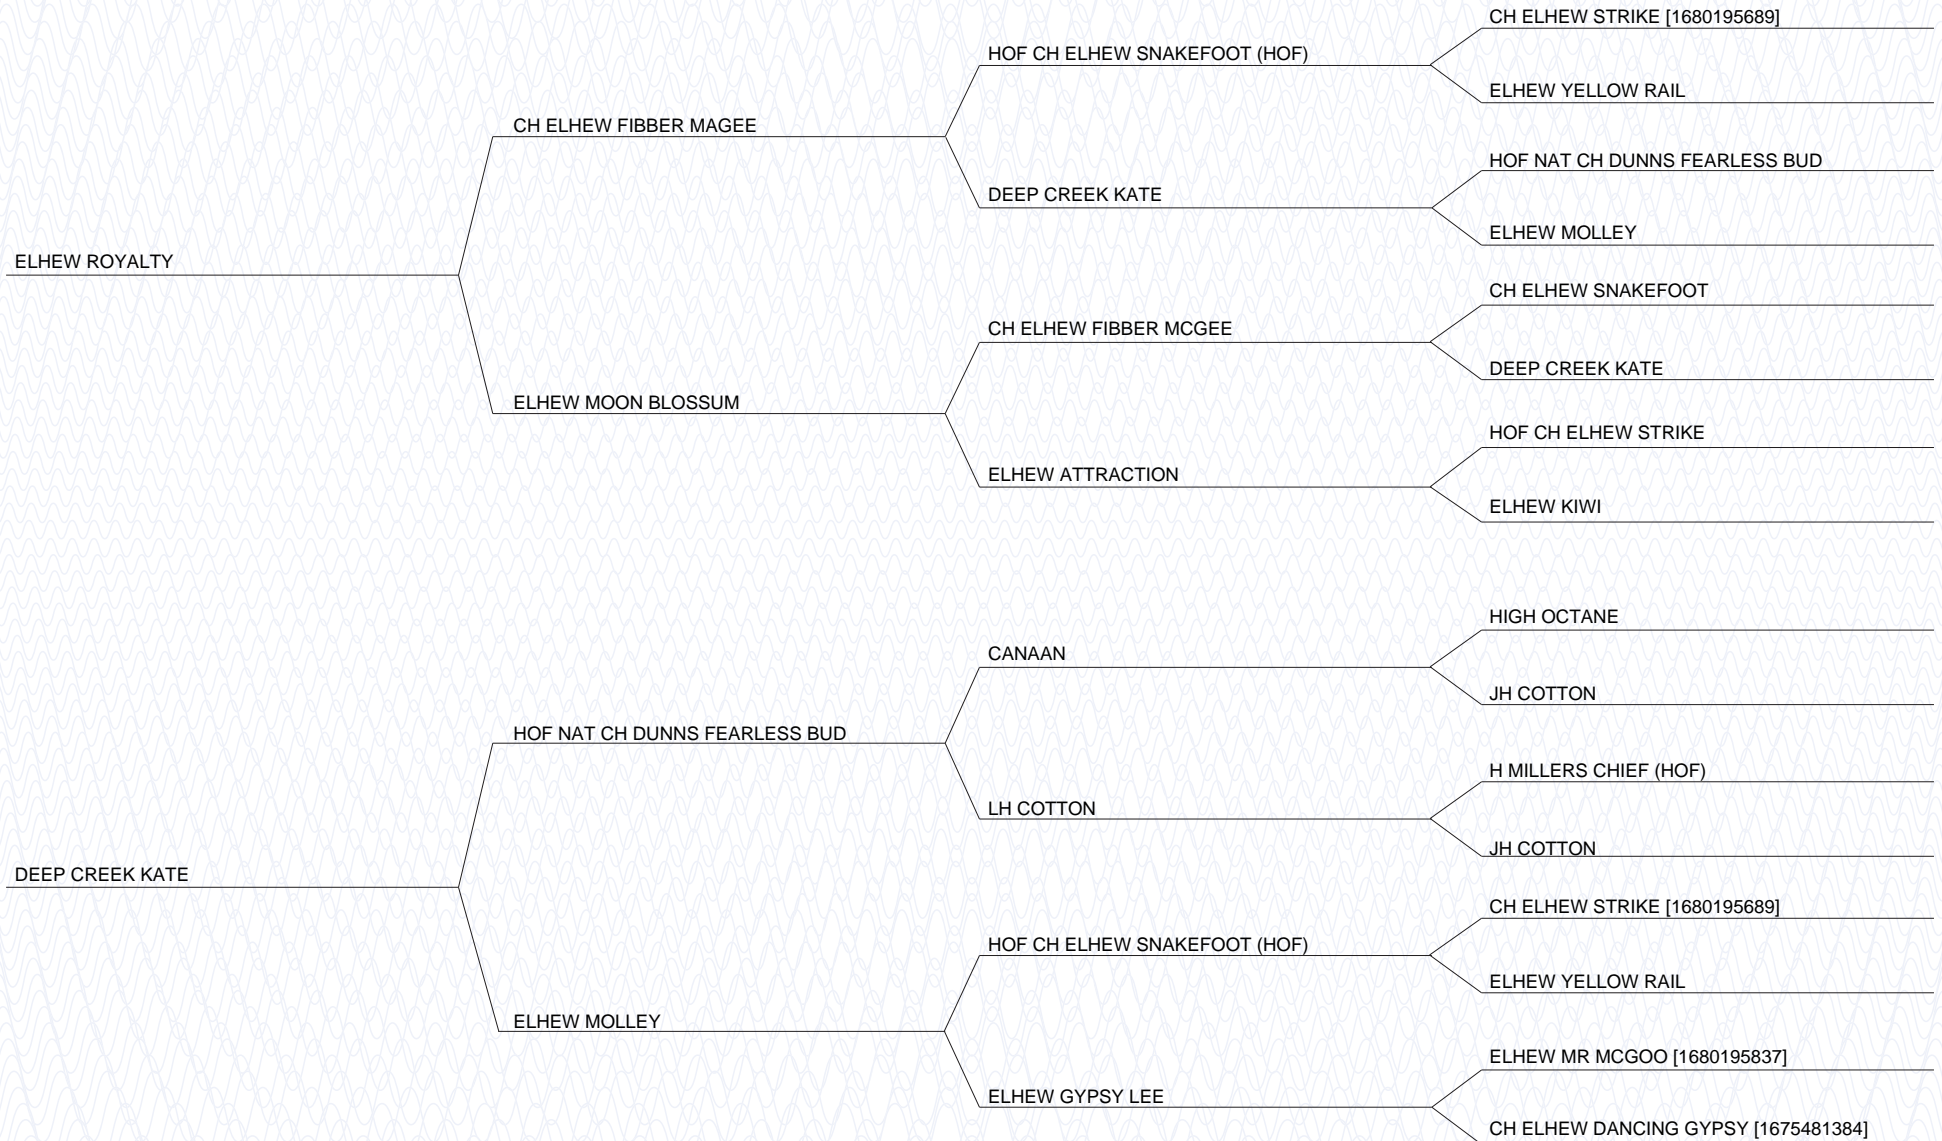 CH ELHEW STRIKE [1680195689]
HOF CH ELHEW SNAKEFOOT (HOF)
ELHEW YELLOW RAIL
CH ELHEW FIBBER MAGEE
HOF NAT CH DUNNS FEARLESS BUD
DEEP CREEK KATE
ELHEW MOLLEY
ELHEW ROYALTY
CH ELHEW SNAKEFOOT
CH ELHEW FIBBER MCGEE
DEEP CREEK KATE
ELHEW MOON BLOSSUM
HOF CH ELHEW STRIKE
ELHEW ATTRACTION
ELHEW KIWI
HIGH OCTANE
CANAAN
JH COTTON
HOF NAT CH DUNNS FEARLESS BUD
H MILLERS CHIEF (HOF)
LH COTTON
JH COTTON
DEEP CREEK KATE
CH ELHEW STRIKE [1680195689]
HOF CH ELHEW SNAKEFOOT (HOF)
ELHEW YELLOW RAIL
ELHEW MOLLEY
ELHEW MR MCGOO [1680195837]
ELHEW GYPSY LEE
CH ELHEW DANCING GYPSY [1675481384]